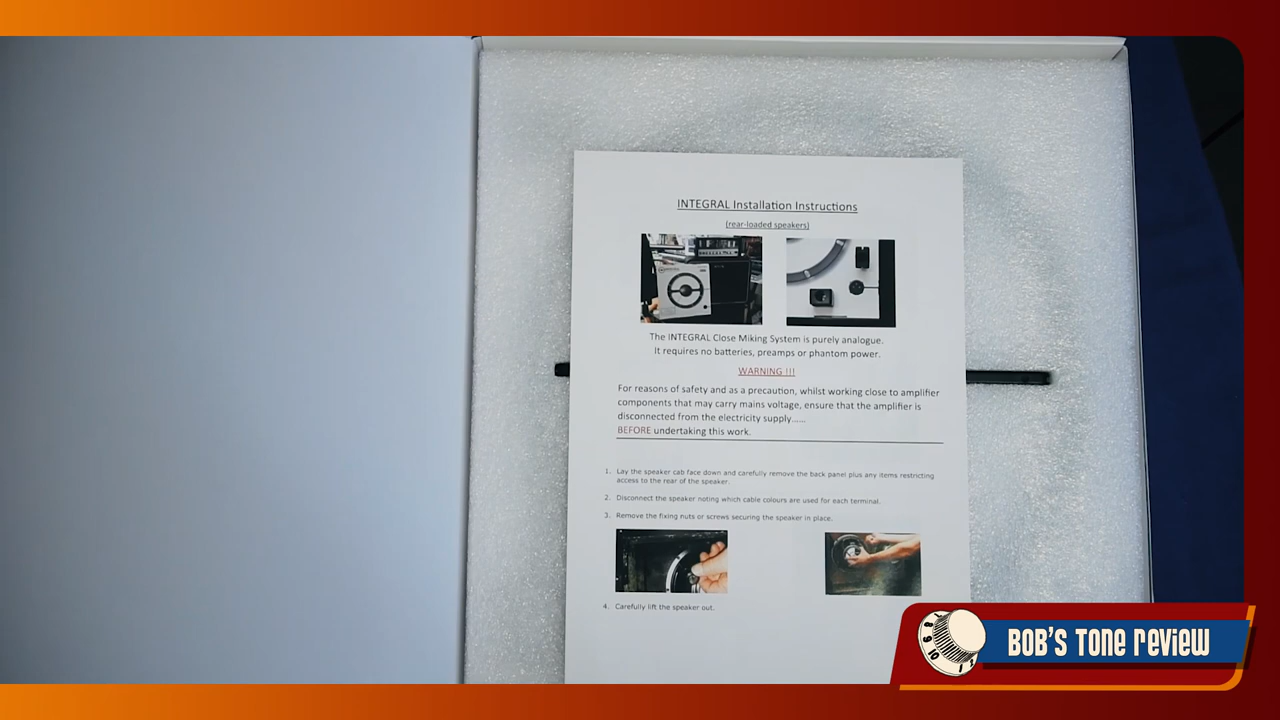 INTEGRAL Installation Instructions
(rear-loaded speakers)
The INTEGRAL Close Miking System is purely analogue.
It requires no batteries, preamps or phantom power.
WARNING !!!
For reasons of safety and as a precaution, whilst working close to amplifier
components that may carry mains voltage, ensure that the amplifier is
disconnected from the electricity supply......
BEFORE undertaking this work.
1. Lay the speaker cab face down and carefully remove the back panel plus any items restricting
access to the rear of the speaker.
2. Disconnect the speaker noting which cable colours are used for each terminal.
3. Remove the fixing nuts or screws securing the speaker in place.
4. Carefully lift the speaker out.
BOB'S TONE REVIEW